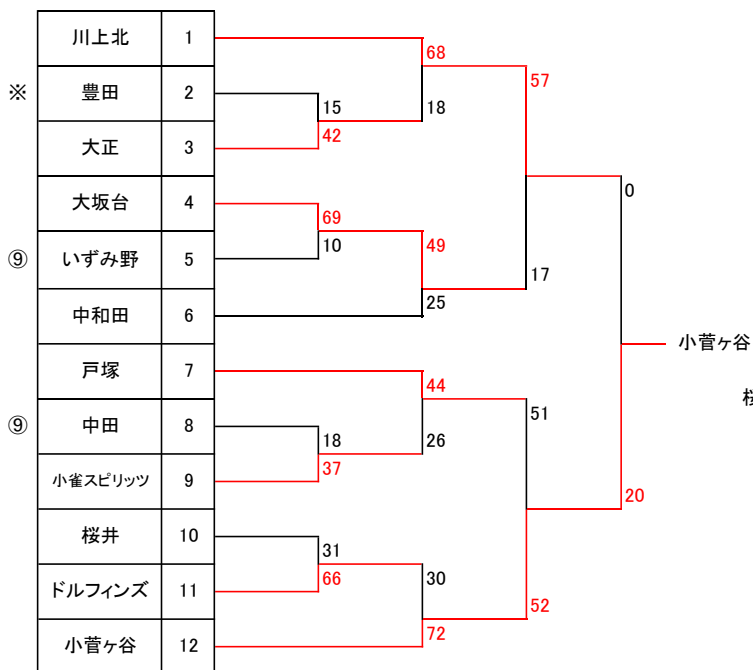 川上北 1
68
57
※ 豊田 2
15
18
42
大正 3
大坂台 4
0
69
49
⑨ いずみ野 5
10
17
25
中和田 6
小菅ヶ谷
戸塚 7
44
51
桜
⑨ 中田 8
18
26
37
小雀スピリッツ 9
20
桜井 10
31
30
ドルフィンズ 11
66
52
小菅ヶ谷 12
72